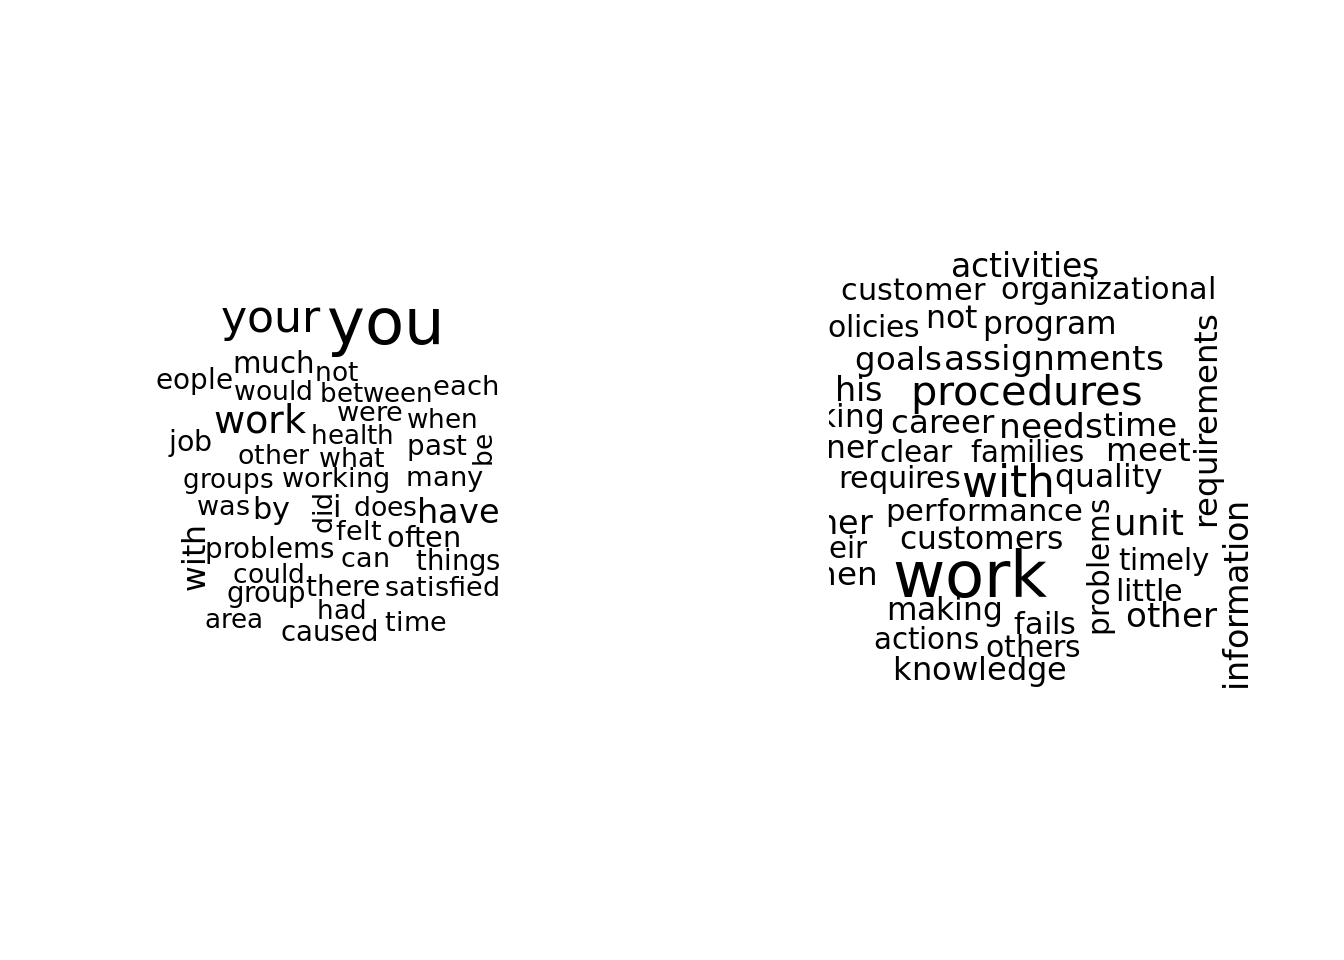 your you
much not
eople would between each
work were when
job health past be
other what
groups working many
was by did i does have
felt often
with problems can things
could
group there satisfied
had
area caused time
activities
customer organizational
olicies not program
goals assignments requirements
his procedures
king career needs time
ner clear families meet
requires with quality
performance problems unit
er customers
eir work timely information
en little
making other
actions fails
others
knowledge